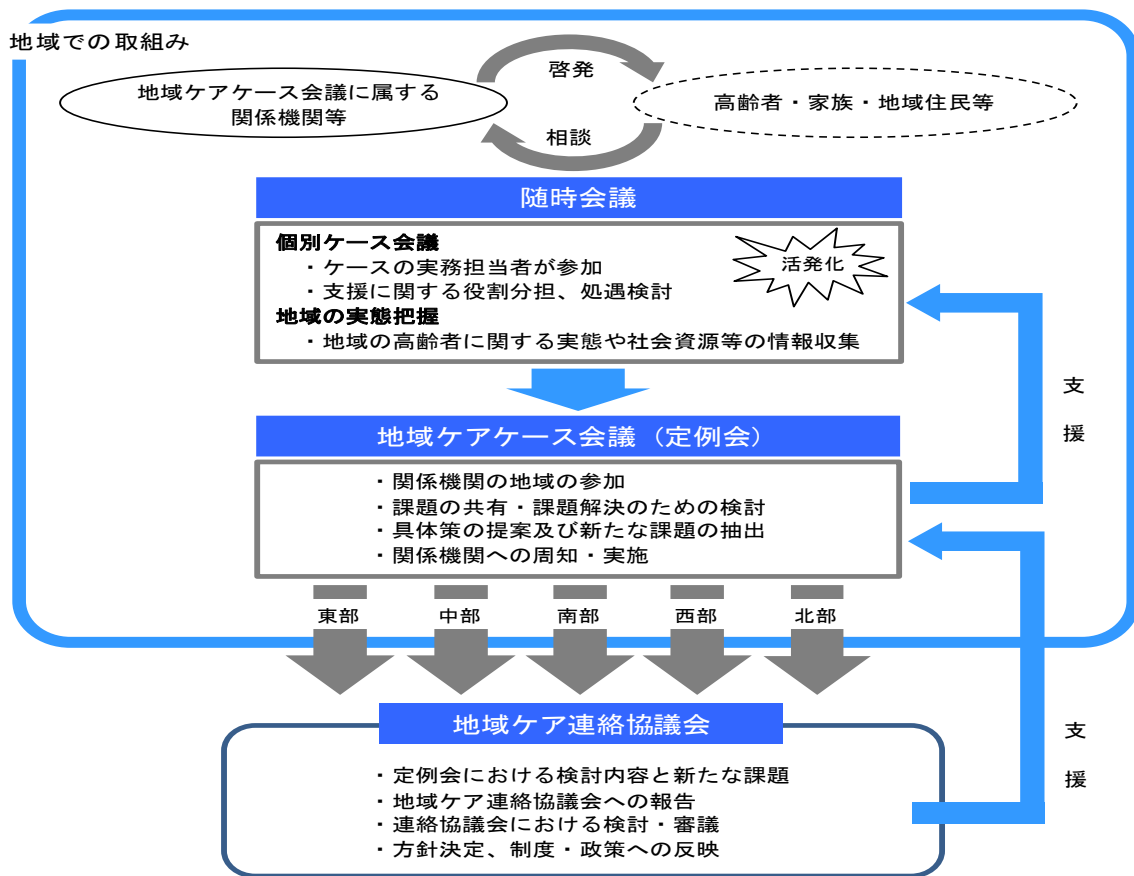 地域での取組み
地域ケアケース会議に属する
関係機関等
啓発
相談
高齢者・家族・地域住民等
随時会議
個別ケース会議
・ケースの実務担当者が参加
・支援に関する役割分担、処遇検討
地域の実態把握
・地域の高齢者に関する実態や社会資源等の情報収集
活発化
支援
地域ケアケース会議（定例会）
・関係機関の地域の参加
・課題の共有・課題解決のための検討
・具体策の提案及び新たな課題の抽出
・関係機関への周知・実施
東部
中部
南部
西部
北部
地域ケア連絡協議会
・定例会における検討内容と新たな課題
・地域ケア連絡協議会への報告
・連絡協議会における検討・審議
・方針決定、制度・政策への反映
支援